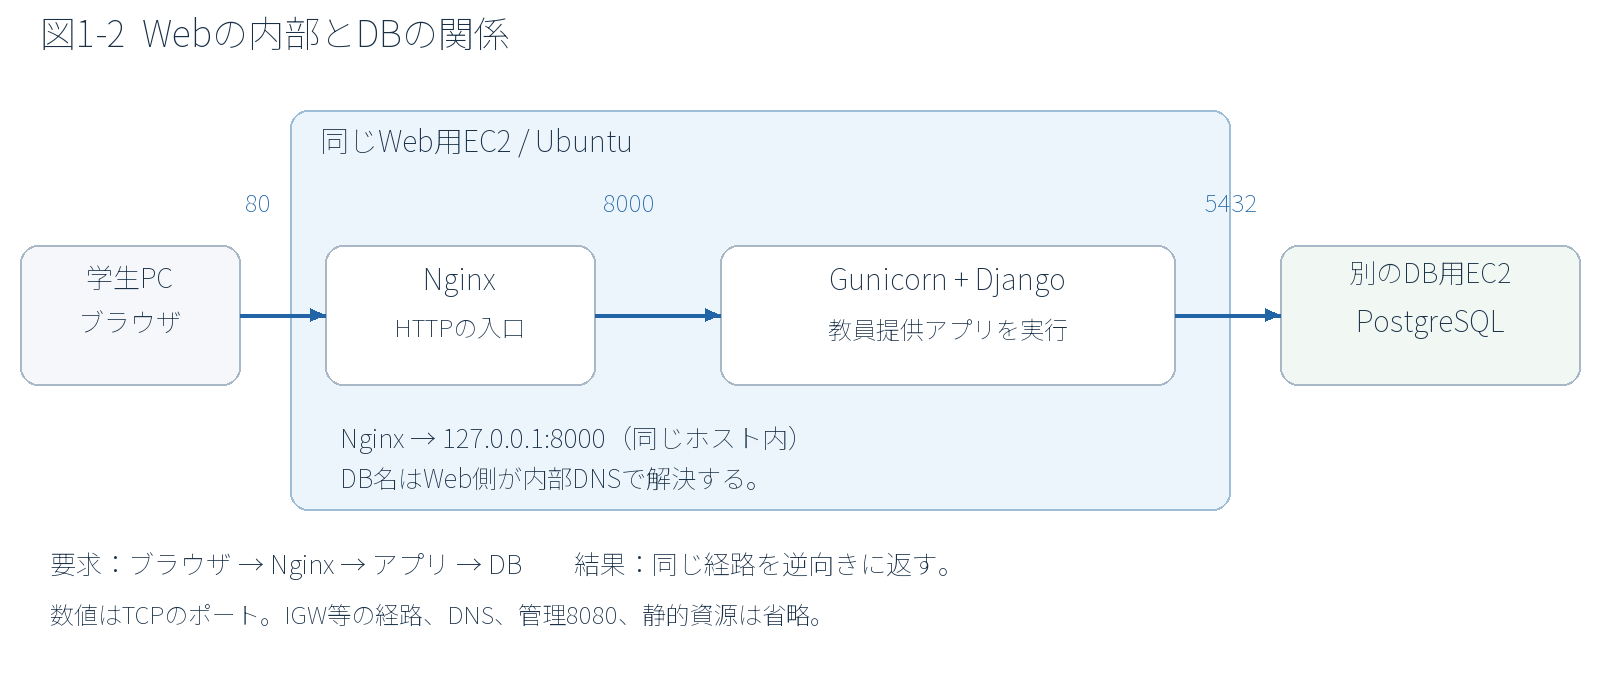 図1-2 Webの内部とDBの関係
同じWeb用EC2 / Ubuntu
80
8000
5432
学生PC
ブラウザ
Nginx
HTTPの入口
Gunicorn + Django
教員提供アプリを実行
別のDB用EC2
PostgreSQL
Nginx → 127.0.0.1:8000（同じホスト内）
DB名はWeb側が内部DNSで解決する。
要求：ブラウザ → Nginx → アプリ → DB　　結果：同じ経路を逆向きに返す。
数値はTCPのポート。IGW等の経路、DNS、管理8080、静的資源は省略。